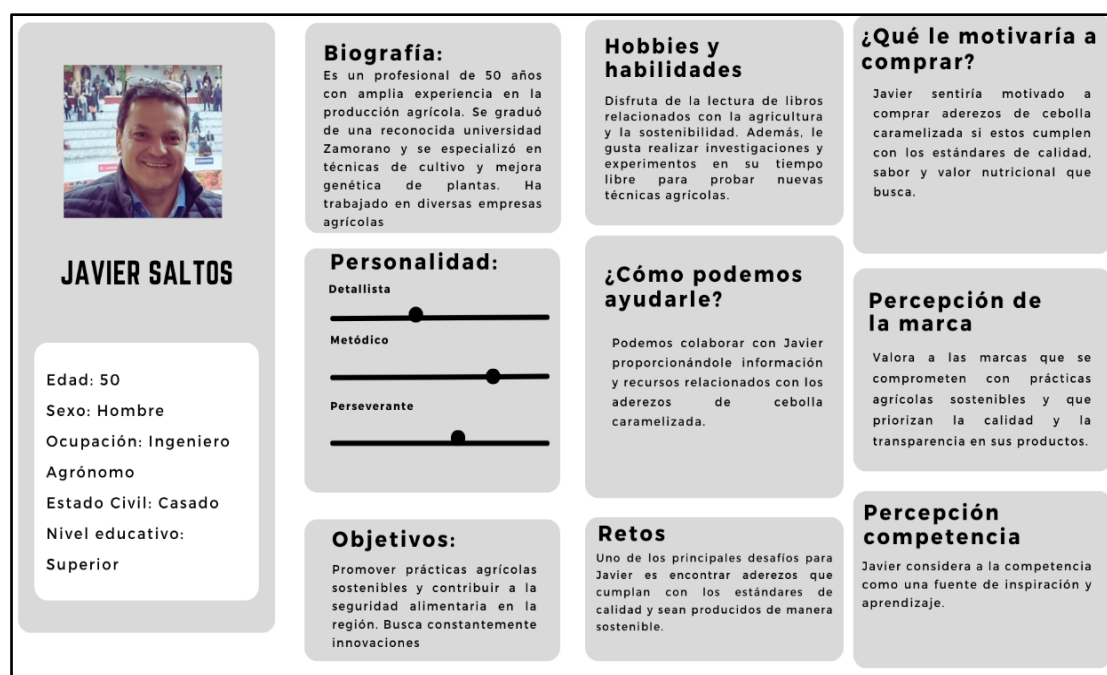 JAVIER SALTOS
Edad: 50
Sexo: Hombre
Ocupación: Ingeniero
Agrónomo
Estado Civil: Casado
Nivel educativo:
Superior
Biografía:
Es un profesional de 50 años
con amplia experiencia en la
producción agrícola. Se graduó
de una reconocida universidad
Zamorano y se especializó en
técnicas de cultivo y mejora
genética de plantas. Ha
trabajado en diversas empresas
agrícolas
Personalidad:
Detallista
Metódico
Perseverante
Objetivos:
Promover prácticas agrícolas
sostenibles y contribuir a la
seguridad alimentaria en la
región. Busca constantemente
innovaciones
Hobbies y
habilidades
Disfruta de la lectura de libros
relacionados con la agricultura
y la sostenibilidad. Además, le
gusta realizar investigaciones y
experimentos en su tiempo
libre para probar nuevas
técnicas agrícolas.
¿Cómo podemos
ayudarle?
Podemos colaborar con Javier
proporcionándole información
y recursos relacionados con los
aderezos de cebolla
caramelizada.
Retos
Uno de los principales desafíos para
Javier es encontrar aderezos que
cumplan con los estándares de
calidad y sean producidos de manera
sostenible.
¿Qué le motivaría a
comprar?
Javier sentiría motivado a
comprar aderezos de cebolla
caramelizada si estos cumplen
con los estándares de calidad,
sabor y valor nutricional que
busca.
Percepción de
la marca
Valora a las marcas que se
comprometen con prácticas
agrícolas sostenibles y que
priorizan la calidad y la
transparencia en sus productos.
Percepción
competencia
Javier considera a la competencia
como una fuente de inspiración y
aprendizaje.